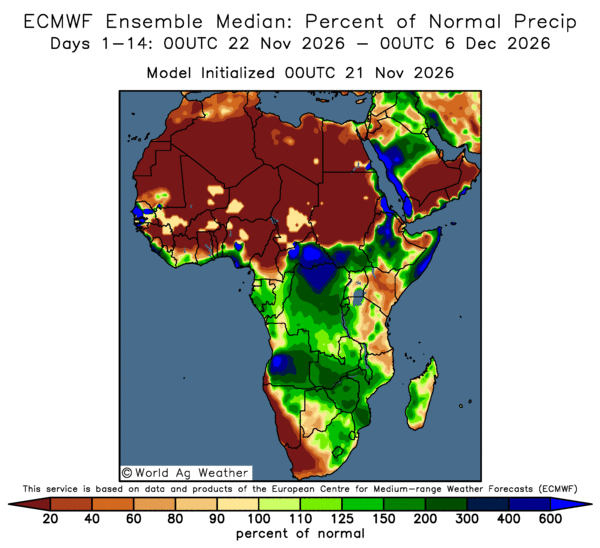 ECMWF Ensemble Median: Percent of Normal Precip
Days 1-14: 00UTC 22 Nov 2026 - 00UTC 6 Dec 2026
Model Initialized 00UTC 21 Nov 2026
© World Ag Weather
This service is based on data and products of the European Centre for Medium-range Weather Forecasts (ECMWF)
20 40 60 80 90 100 110 125 150 200 300 400 600
percent of normal